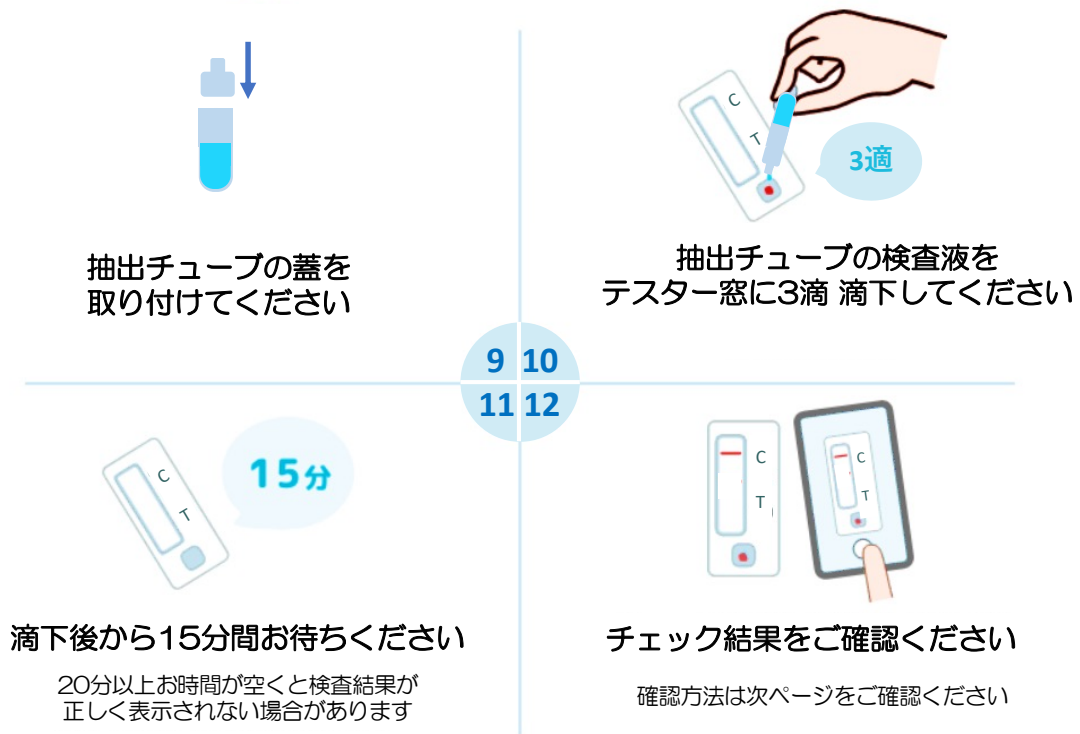 抽出チューブの蓋を
取り付けてください
C
T
3適
抽出チューブの検査液を
テスター窓に3滴 滴下してください
9 10
11 12
C
T
15分
滴下後から15分間お待ちください
20分以上お時間が空くと検査結果が
正しく表示されない場合があります
C
T
C
T
チェック結果をご確認ください
確認方法は次ページをご確認ください